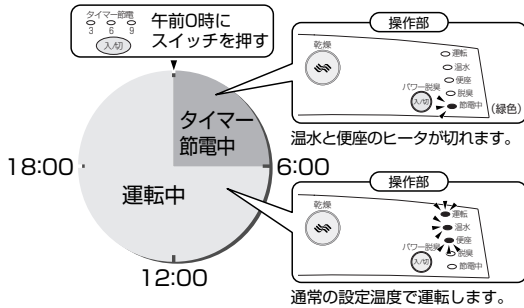 タイマー節電
3 6 9
入/切
午前0時に
スイッチを押す
操作部
乾燥
パワー脱臭
入/切
運転
温水
便座
脱臭
節電中
(緑色)
温水と便座のヒータが切れます。
タイマー
節電中
18:00
6:00
運転中
12:00
操作部
乾燥
パワー脱臭
入/切
運転
温水
便座
脱臭
節電中
通常の設定温度で運転します。